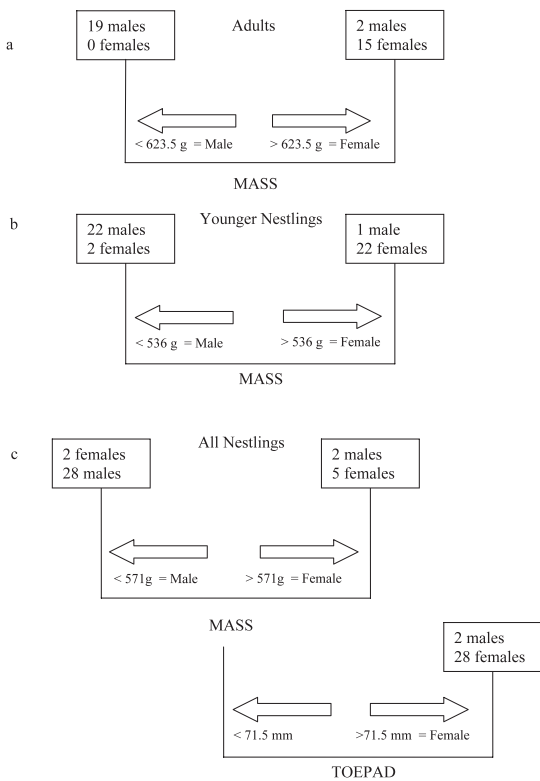 a
Adults
19 males
0 females
2 males
15 females
< 623.5 g = Male
> 623.5 g = Female
MASS
b
Younger Nestlings
22 males
2 females
1 male
22 females
< 536 g = Male
> 536 g = Female
MASS
c
All Nestlings
2 females
28 males
2 males
5 females
< 571g = Male
> 571g = Female
MASS
2 males
28 females
< 71.5 mm
>71.5 mm = Female
TOEPAD